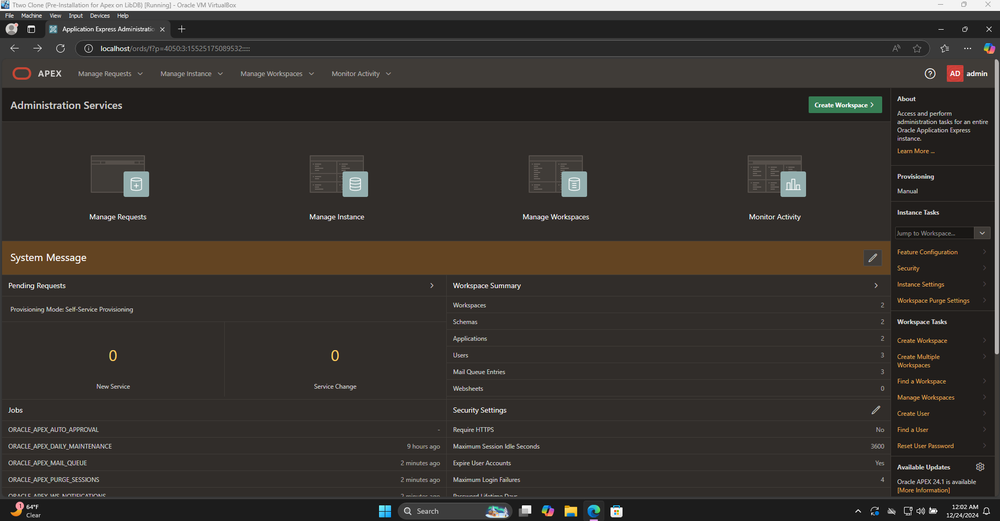 Ttwo Clone (Pre-Installation for Apex on LibDB) [Running] - Oracle VM VirtualBox
File Machine View Input Devices Help
Application Express Administratio
localhost/ords/f?p=4050:3:15525175089532:::::
APEX Manage Requests Manage Instance Manage Workspaces Monitor Activity AD admin
Administration Services
Create Workspace
Manage Requests
Manage Instance
Manage Workspaces
Monitor Activity
System Message
Pending Requests
Provisioning Mode: Self-Service Provisioning
0
New Service
0
Service Change
Workspace Summary
Workspaces 2
Schemas 2
Applications 2
Users 3
Mail Queue Entries 3
Websheets 0
Jobs
ORACLE_APEX_AUTO_APPROVAL -
ORACLE_APEX_DAILY_MAINTENANCE 9 hours ago
ORACLE_APEX_MAIL_QUEUE 2 minutes ago
ORACLE_APEX_PURGE_SESSIONS 2 minutes ago
ORACLE_APEX_WS_NOTIFICATIONS 2 minutes ago
Security Settings
Require HTTPS No
Maximum Session Idle Seconds 3600
Expire User Accounts Yes
Maximum Login Failures 4
Password Lifetime Days
About
Access and perform
administration tasks for an entire
Oracle Application Express
instance.
Learn More ...
Provisioning
Manual
Instance Tasks
Jump to Workspace...
Feature Configuration
Security
Instance Settings
Workspace Purge Settings
Workspace Tasks
Create Workspace
Create Multiple
Workspaces
Find a Workspace
Manage Workspaces
Create User
Find a User
Reset User Password
Available Updates
Oracle APEX 24.1 is available
[More Information]
1
64°F
Clear
Search
12:02 AM
12/24/2024